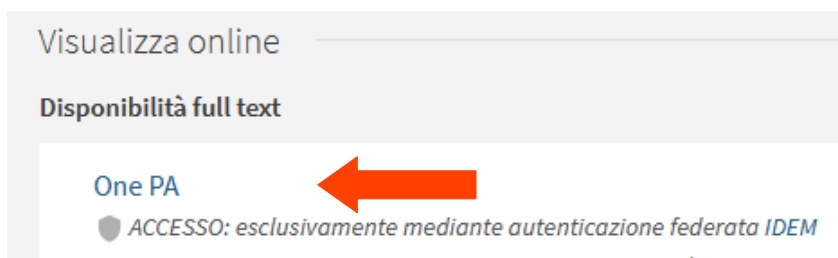 Visualizza online
Disponibilità full text
One PA
ACCESSO: esclusivamente mediante autenticazione federata IDEM